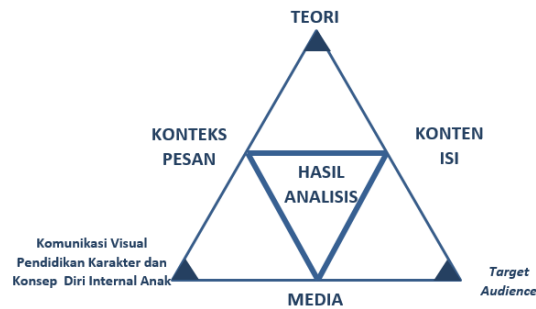 TEORI
KONTEKS
PESAN
KONTEN
ISI
HASIL
ANALISIS
Komunikasi Visual
Pendidikan Karakter dan
Konsep Diri Internal Anak
MEDIA
Target
Audience